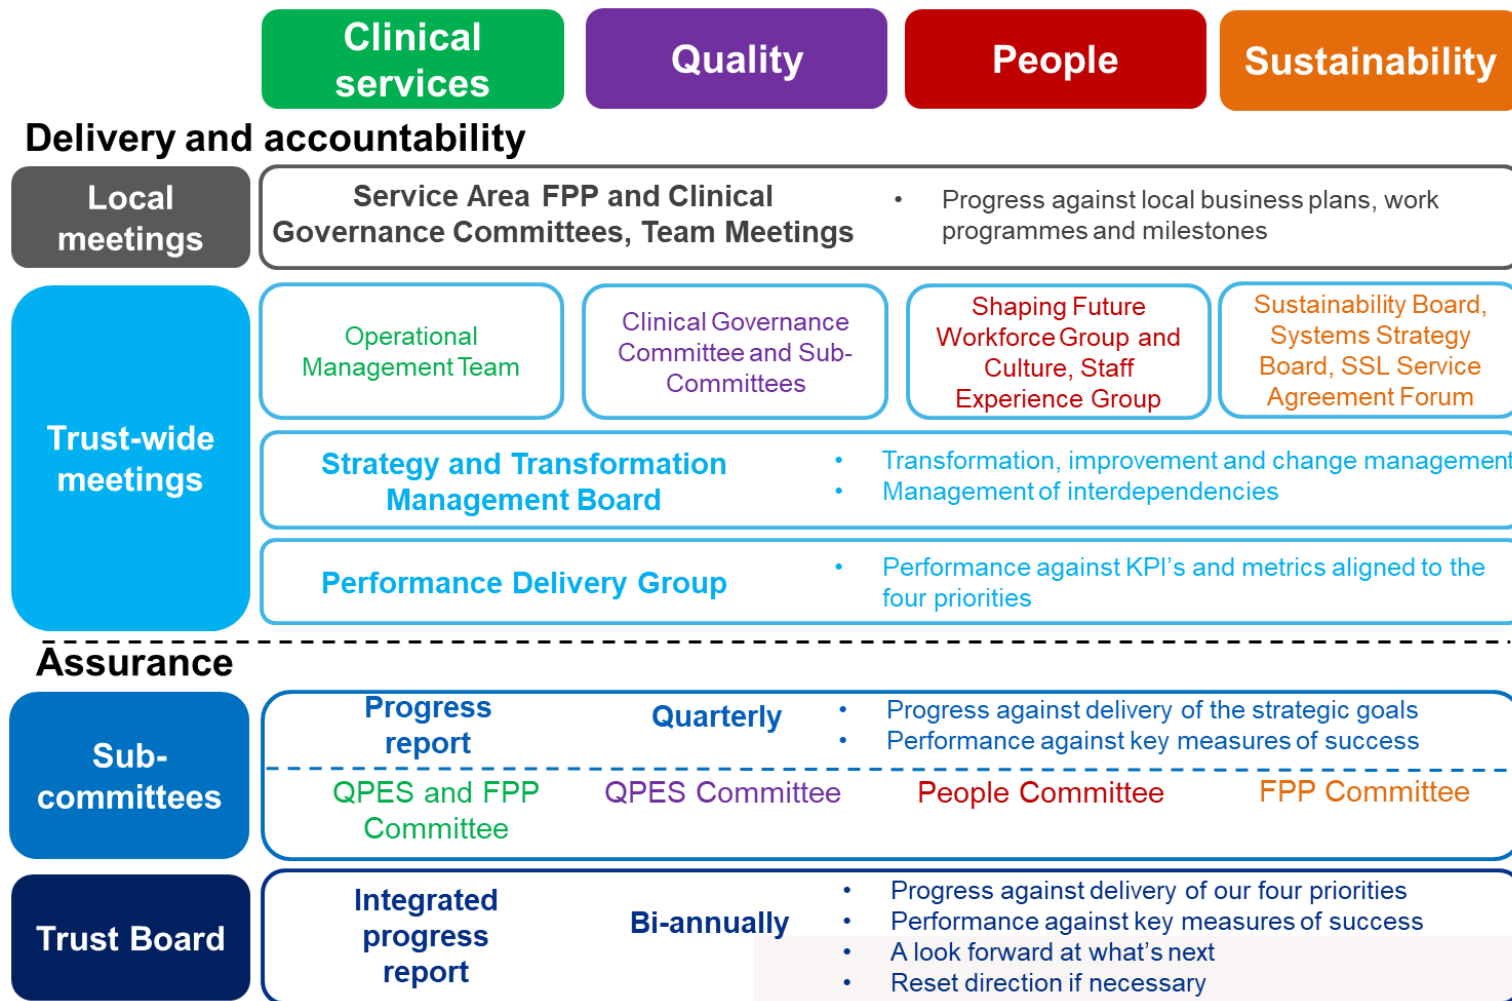 Clinical
services
Quality
People
Sustainability
Delivery and accountability
Local
meetings
Service Area FPP and Clinical
Governance Committees, Team Meetings
• Progress against local business plans, work
programmes and milestones
Trust-wide
meetings
Operational
Management Team
Clinical Governance
Committee and Sub-
Committees
Shaping Future
Workforce Group and
Culture, Staff
Experience Group
Sustainability Board,
Systems Strategy
Board, SSL Service
Agreement Forum
Strategy and Transformation
Management Board
• Transformation, improvement and change management
• Management of interdependencies
Performance Delivery Group
• Performance against KPI's and metrics aligned to the
four priorities
Assurance
Sub-
committees
Progress
report
Quarterly
• Progress against delivery of the strategic goals
• Performance against key measures of success
QPES and FPP
Committee
QPES Committee
People Committee
FPP Committee
Trust Board
Integrated
progress
report
Bi-annually
• Progress against delivery of our four priorities
• Performance against key measures of success
• A look forward at what's next
• Reset direction if necessary